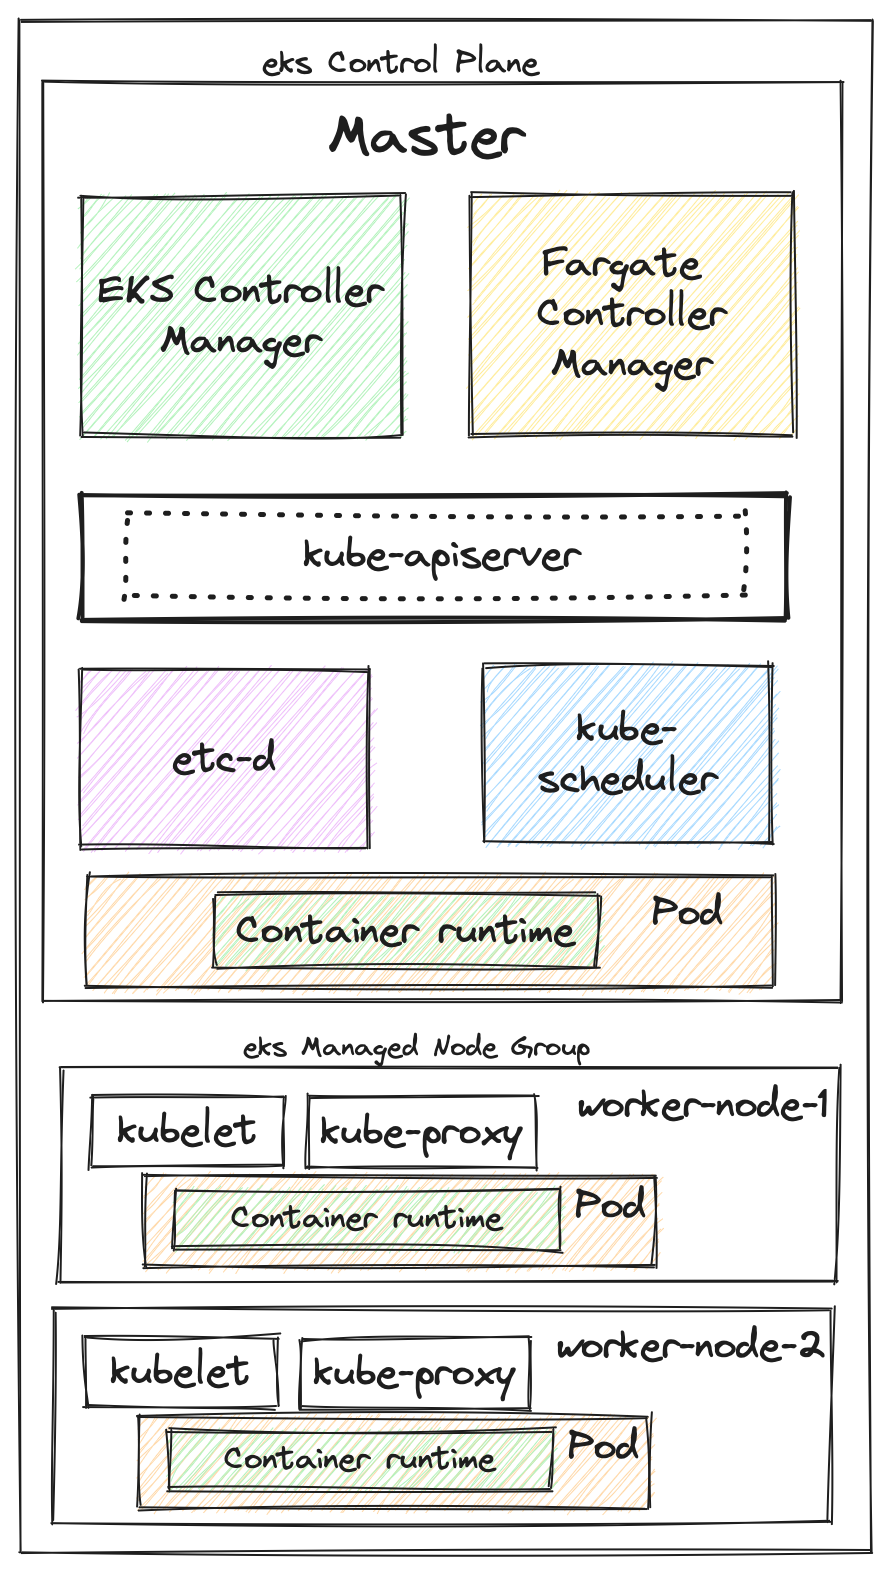 eks Control Plane
Master
EKS Controller
Manager
Fargate
Controller
Manager
kube-apiserver
etc-d
kube-
scheduler
Container runtime
Pod
eks Managed Node Group
worker-node-1
kubelet
kube-proxy
Container runtime
Pod
worker-node-2
kubelet
kube-proxy
Container runtime
Pod